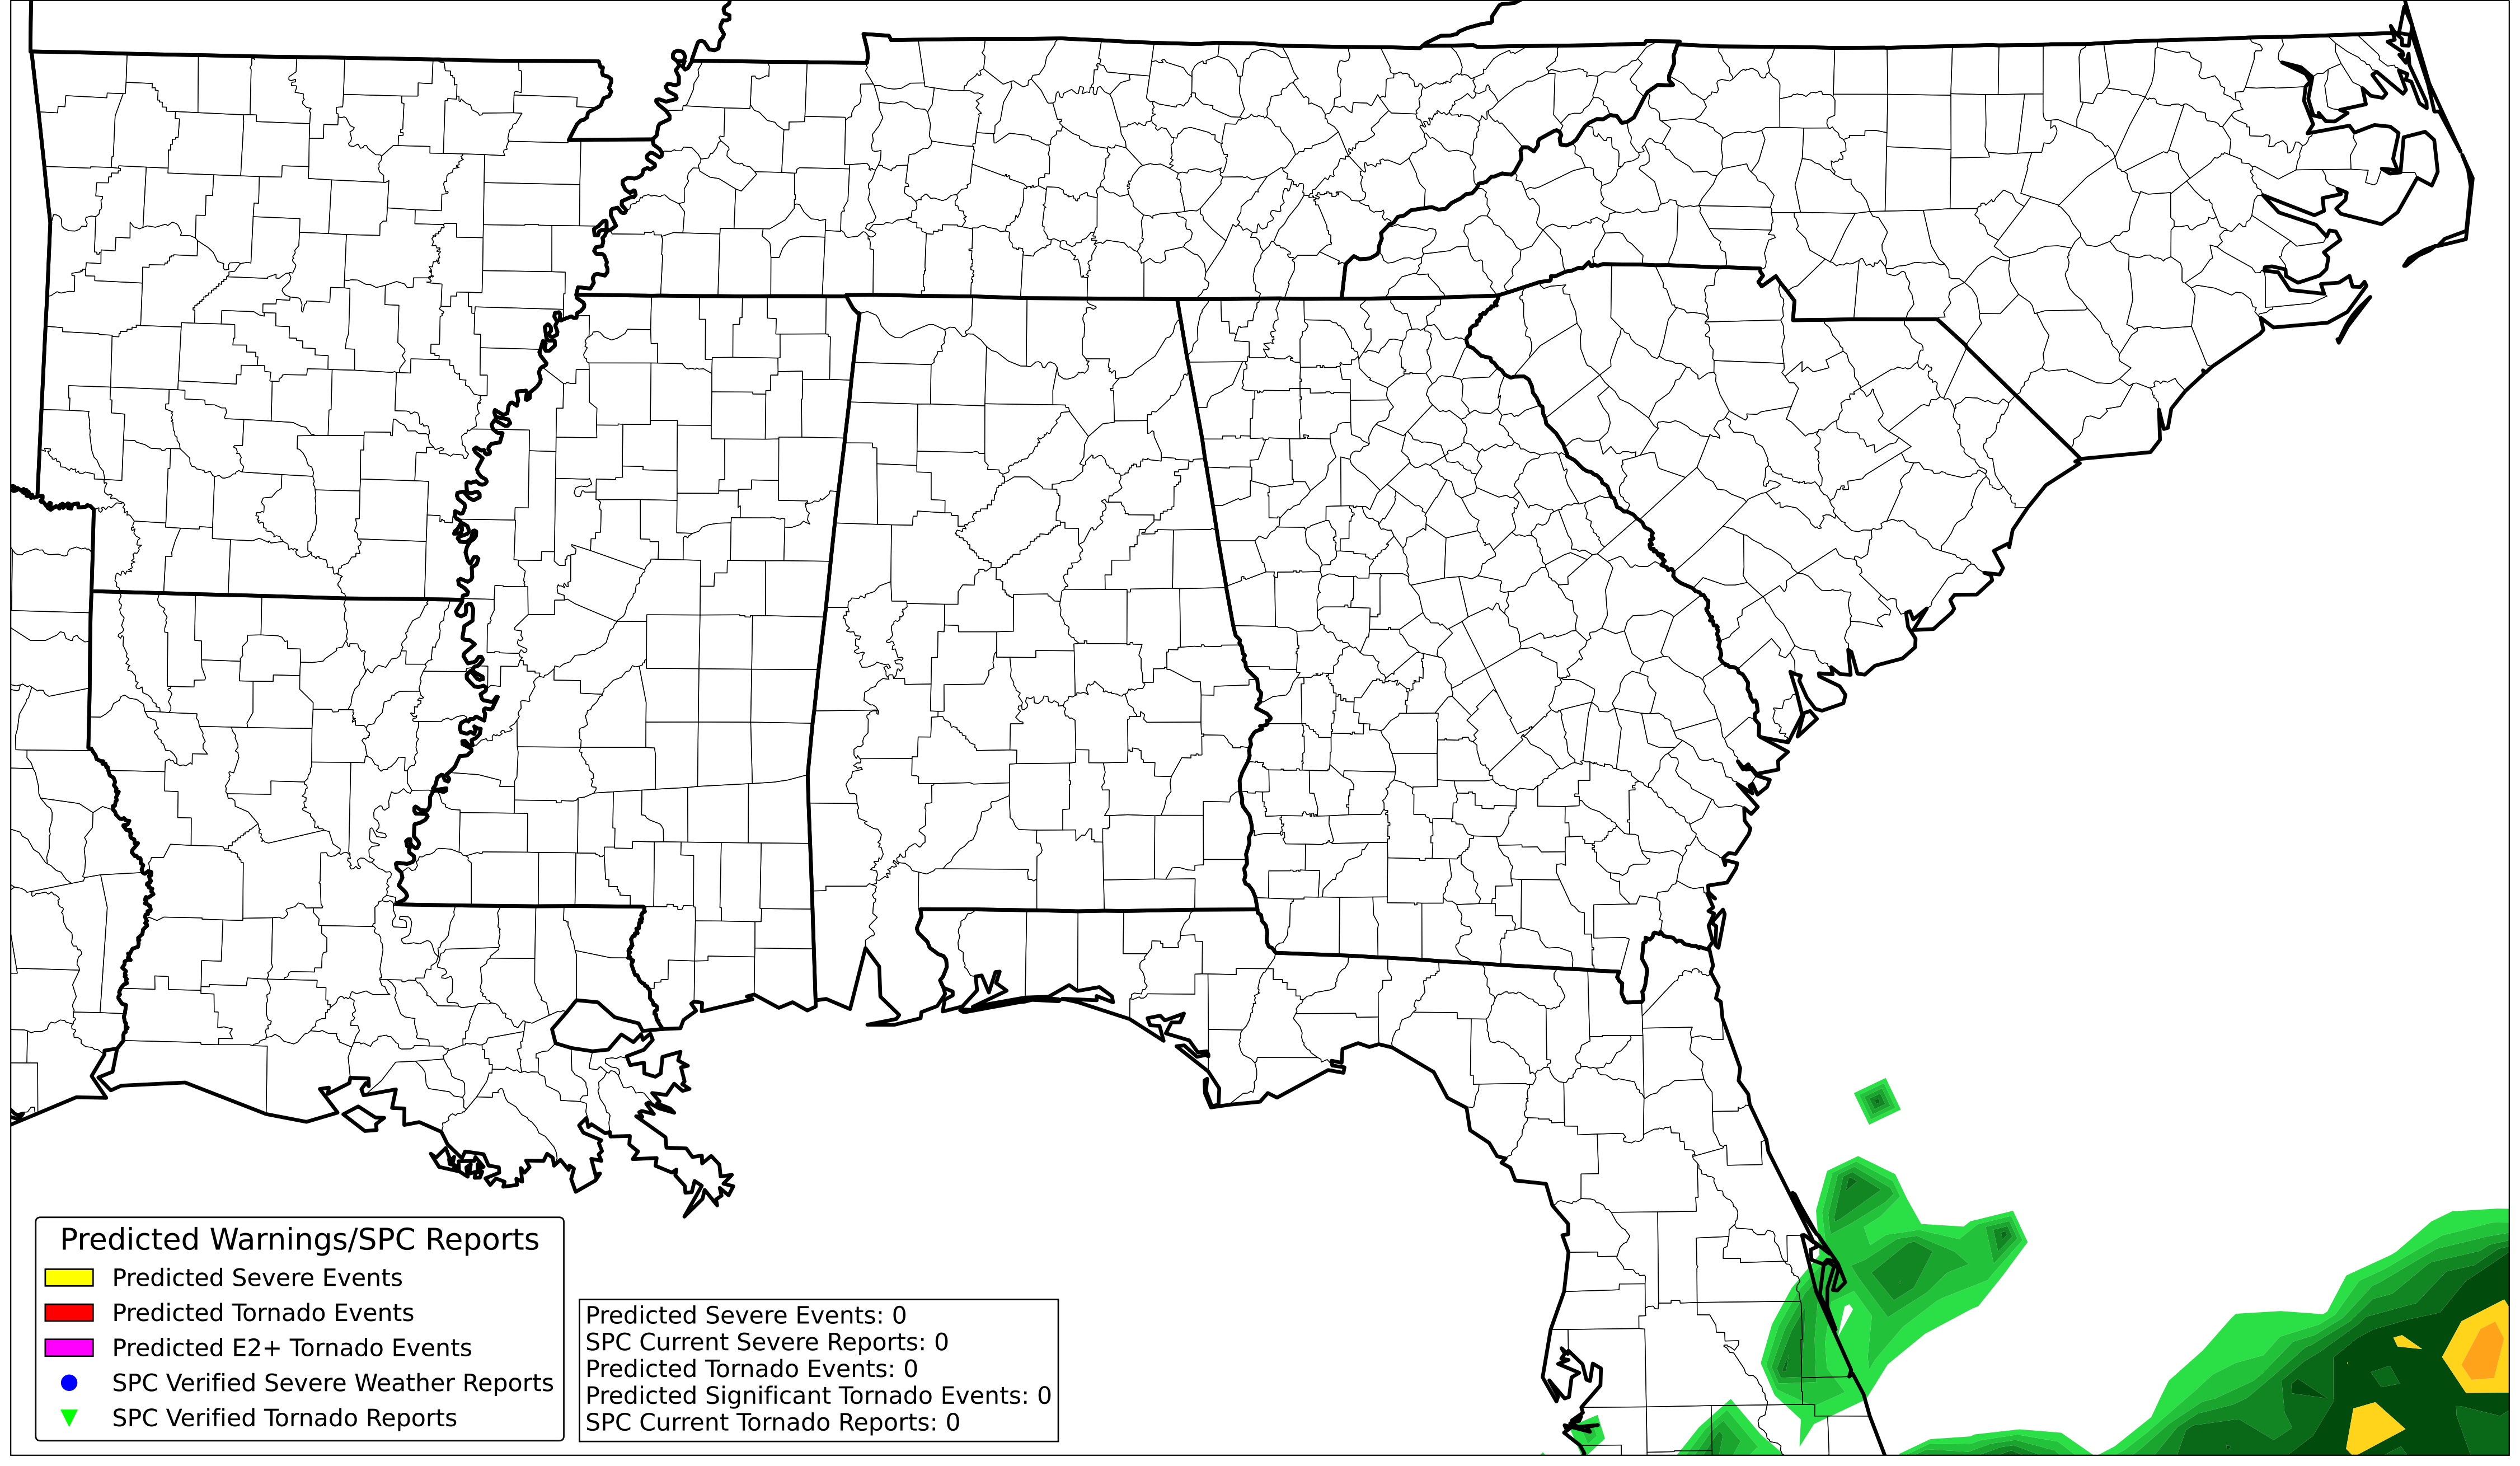 Predicted Warnings/SPC Reports
Predicted Severe Events
Predicted Tornado Events
Predicted E2+ Tornado Events
SPC Verified Severe Weather Reports
SPC Verified Tornado Reports
Predicted Severe Events: 0
SPC Current Severe Reports: 0
Predicted Tornado Events: 0
Predicted Significant Tornado Events: 0
SPC Current Tornado Reports: 0